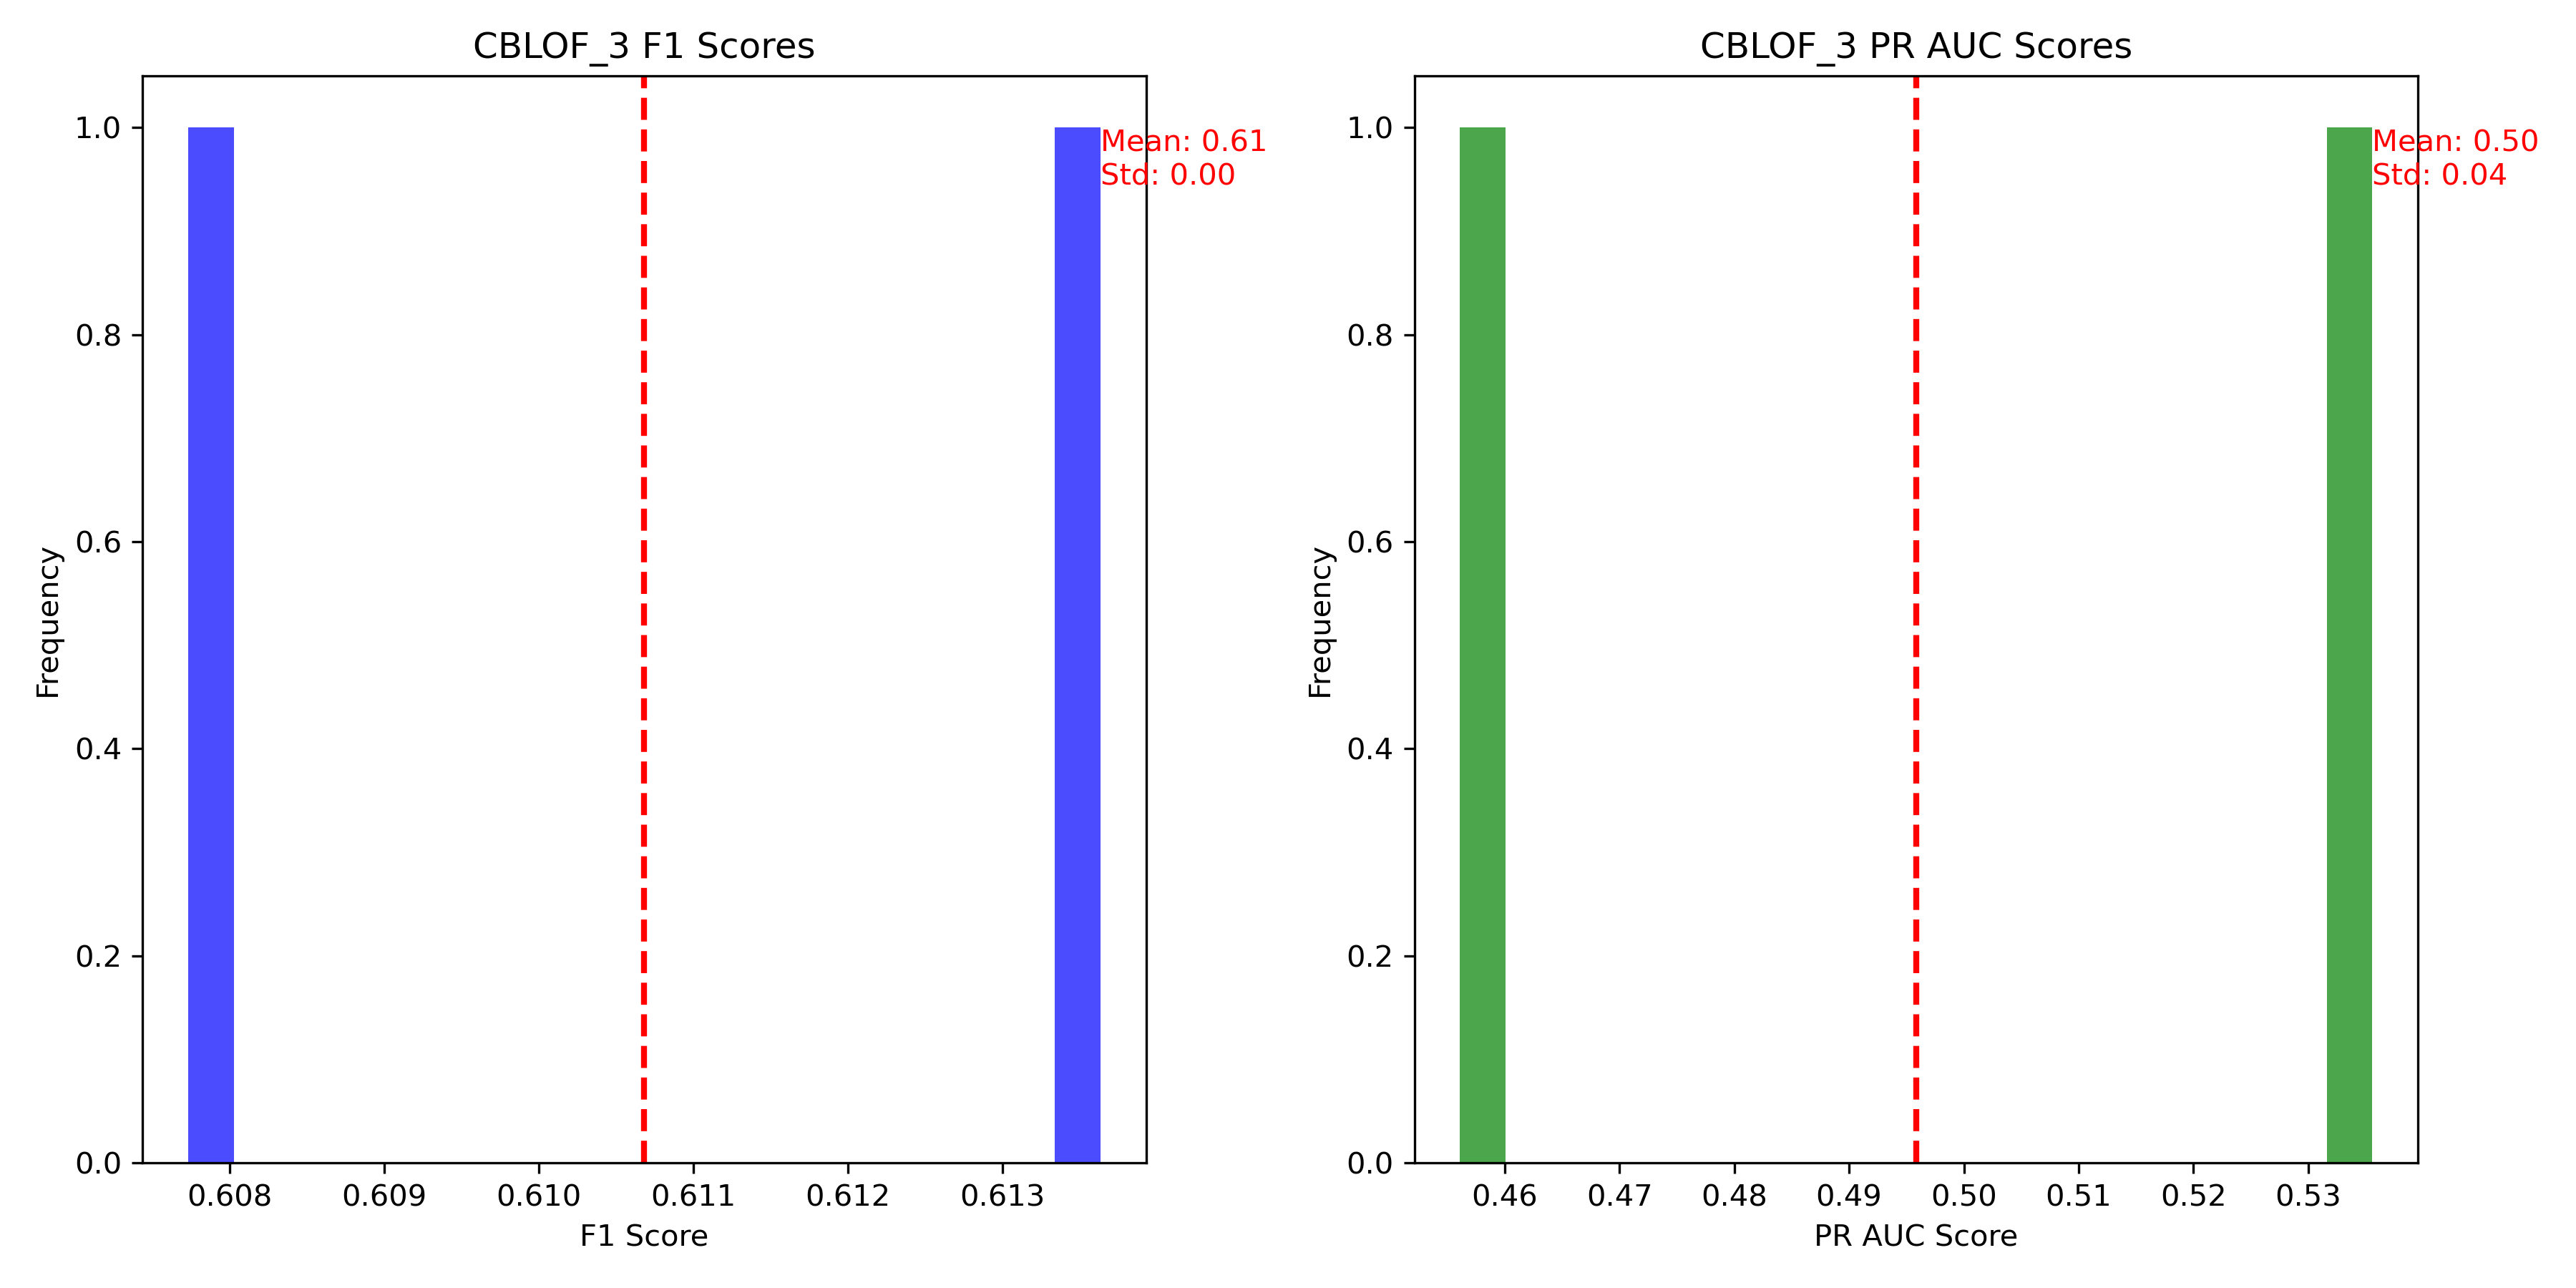 CBLOF_3 F1 Scores
1.0
0.8
0.6
0.4
0.2
0.0
Frequency
Mean: 0.61
Std: 0.00
0.608 0.609 0.610 0.611 0.612 0.613
F1 Score
CBLOF_3 PR AUC Scores
1.0
0.8
0.6
0.4
0.2
0.0
Frequency
Mean: 0.50
Std: 0.04
0.46 0.47 0.48 0.49 0.50 0.51 0.52 0.53
PR AUC Score